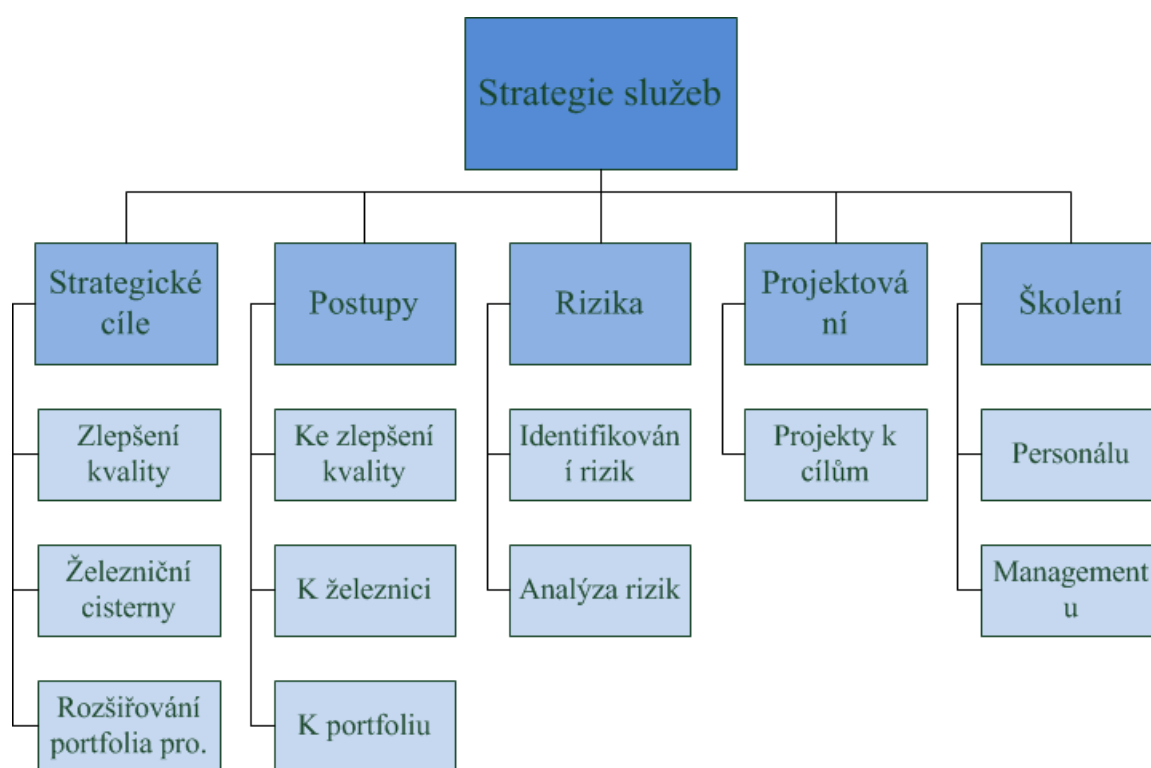 Strategie služeb
Strategické
cíle
Postupy
Rizika
Projektová
ní
Školení
Zlepšení
kvality
Ke zlepšení
kvality
Identifikován
í rizik
Projekty k
cílům
Personálu
Železniční
cisterny
K železnici
Analýza rizik
Management
u
Rozšiřování
portfolia pro.
K portfoliu